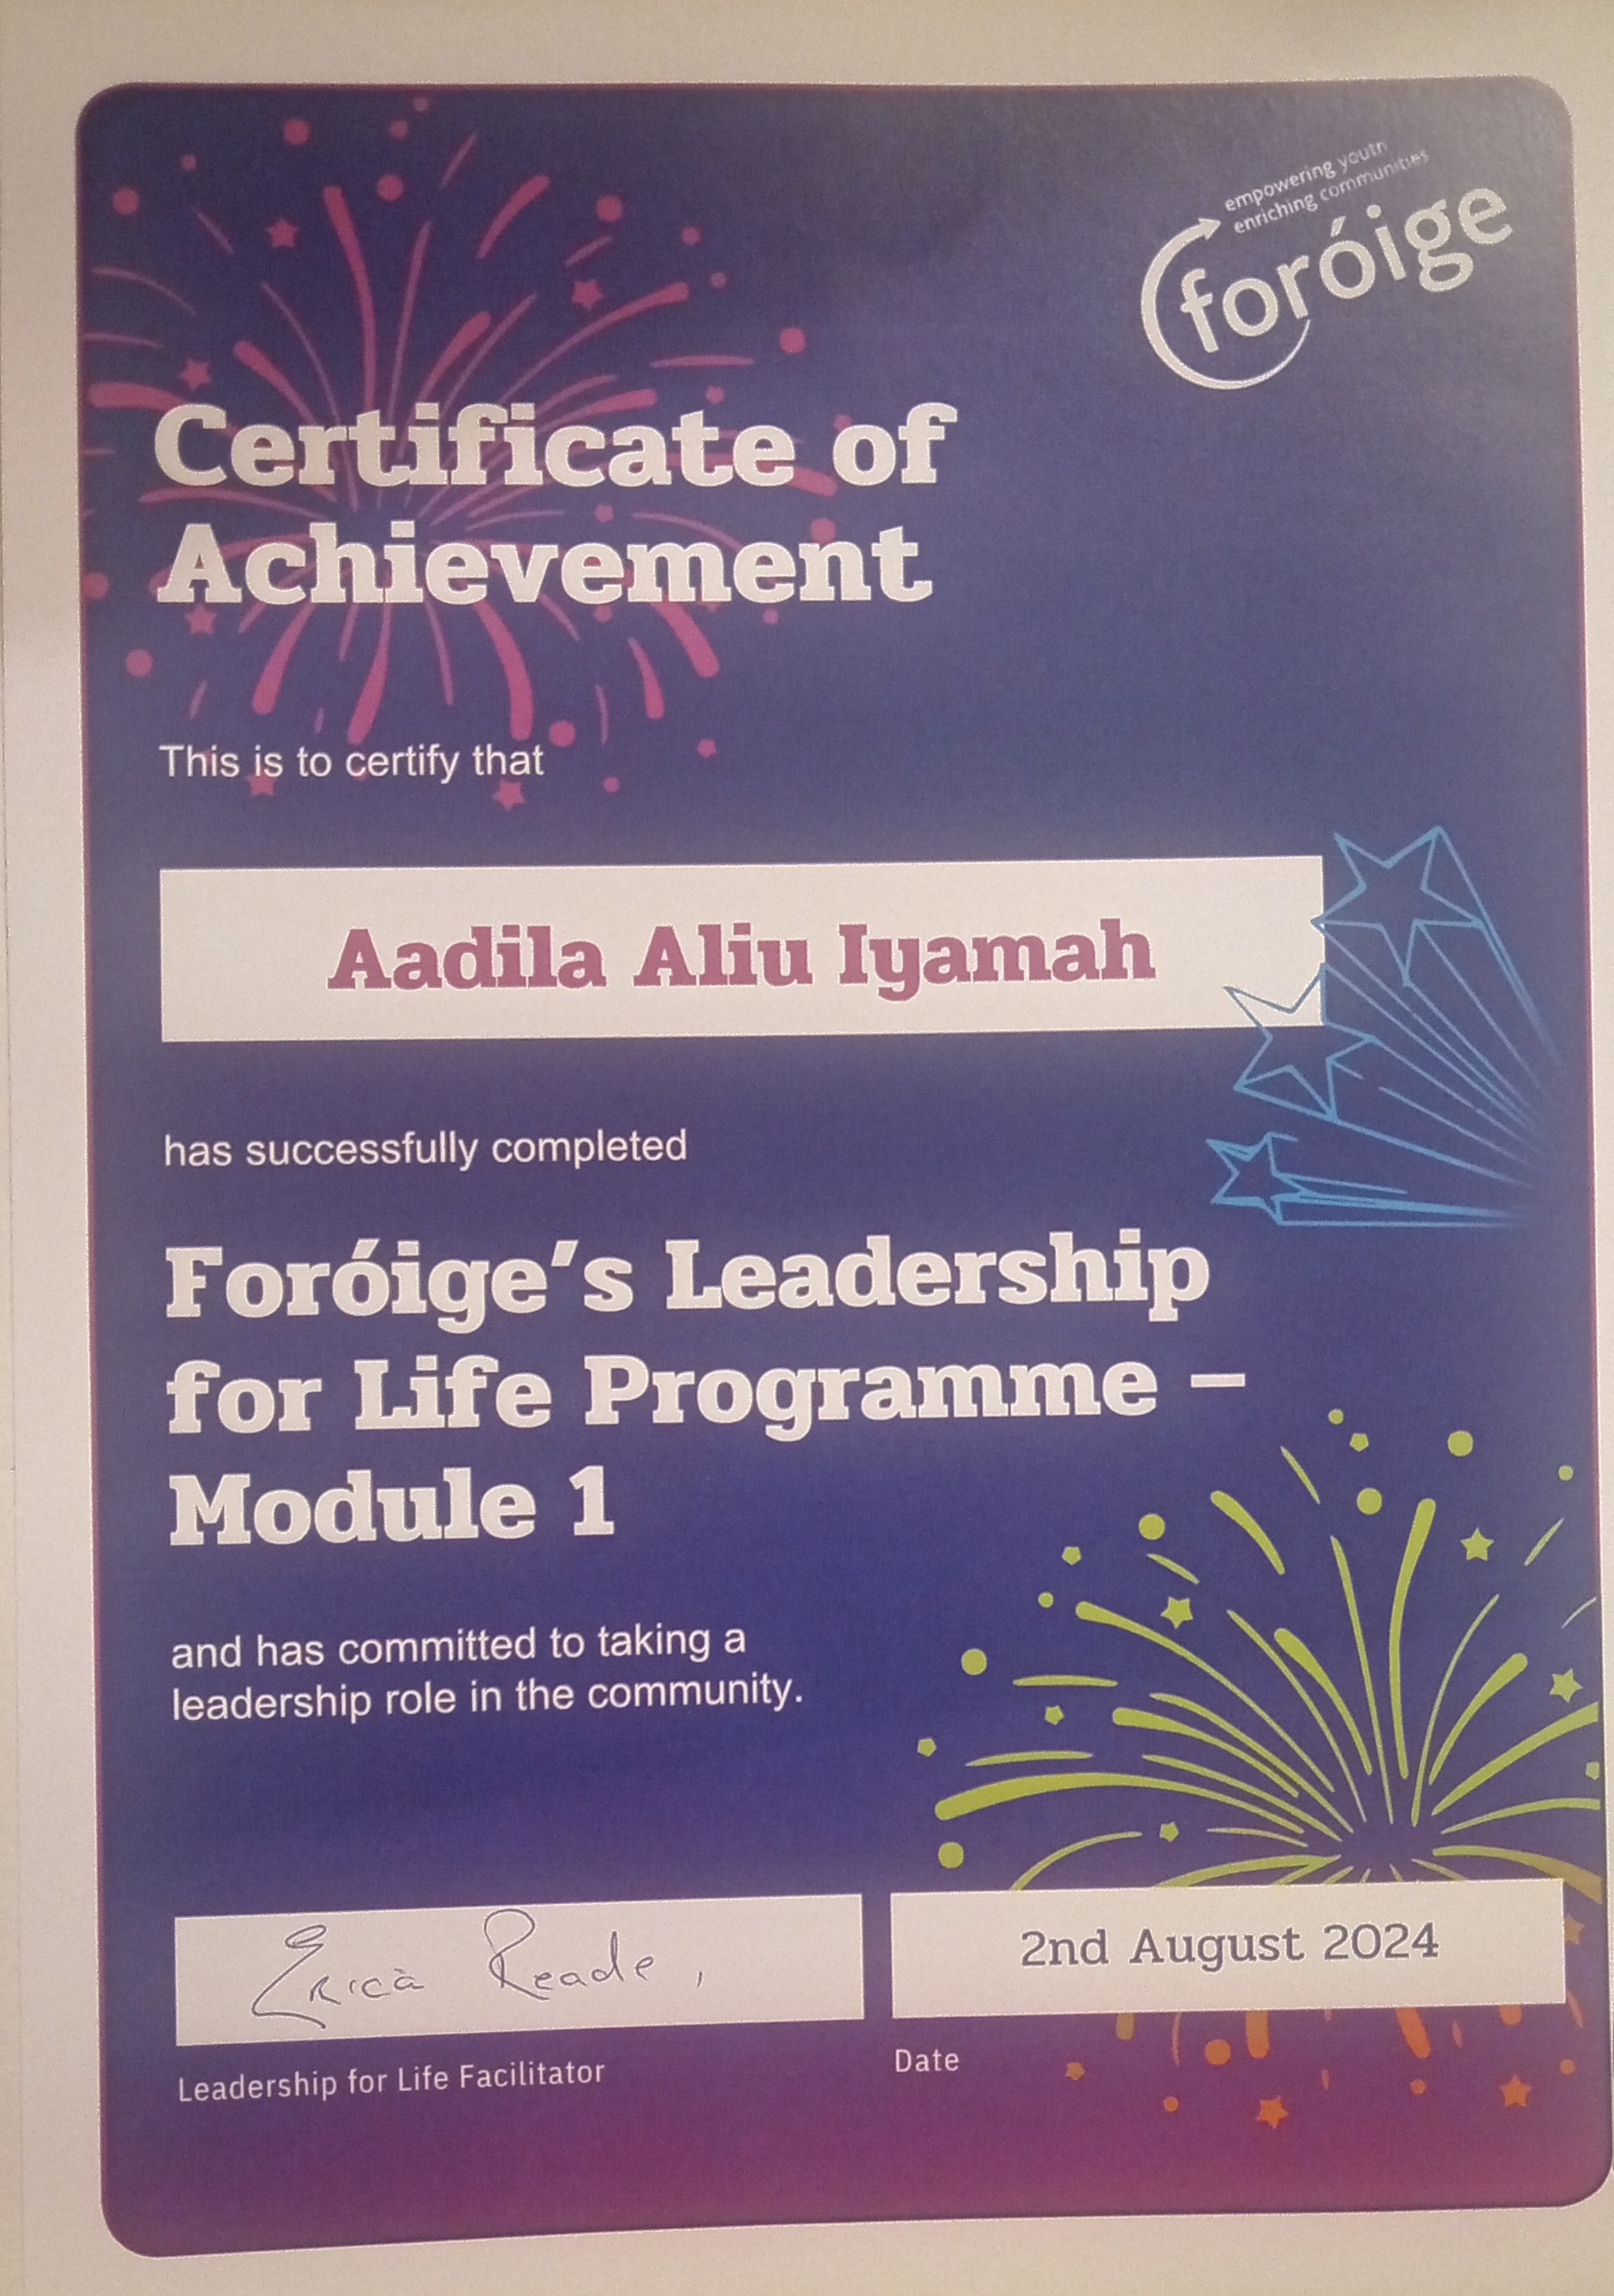 empowering youth
enriching communities
foróige
Certificate of
Achievement
This is to certify that
Aadila Aliu Iyamah
has successfully completed
Foróige’s Leadership
for Life Programme –
Module 1
and has committed to taking a
leadership role in the community.
Erica Reade,
2nd August 2024
Leadership for Life Facilitator
Date